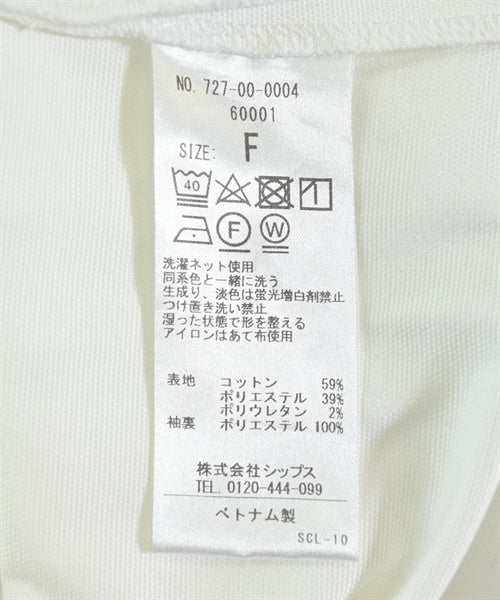 NO. 727-00-0004
60001
SIZE: F
40
F W
洗濯ネット使用
同系色と一緒に洗う
生成り、淡色は蛍光増白剤禁止
つけ置き洗い禁止
湿った状態で形を整える
アイロンはあて布使用
表地 コットン 59%
ポリエステル 39%
ポリウレタン 2%
袖裏 ポリエステル 100%
株式会社シップス
TEL. 0120-444-099
ベトナム製
SCL-10